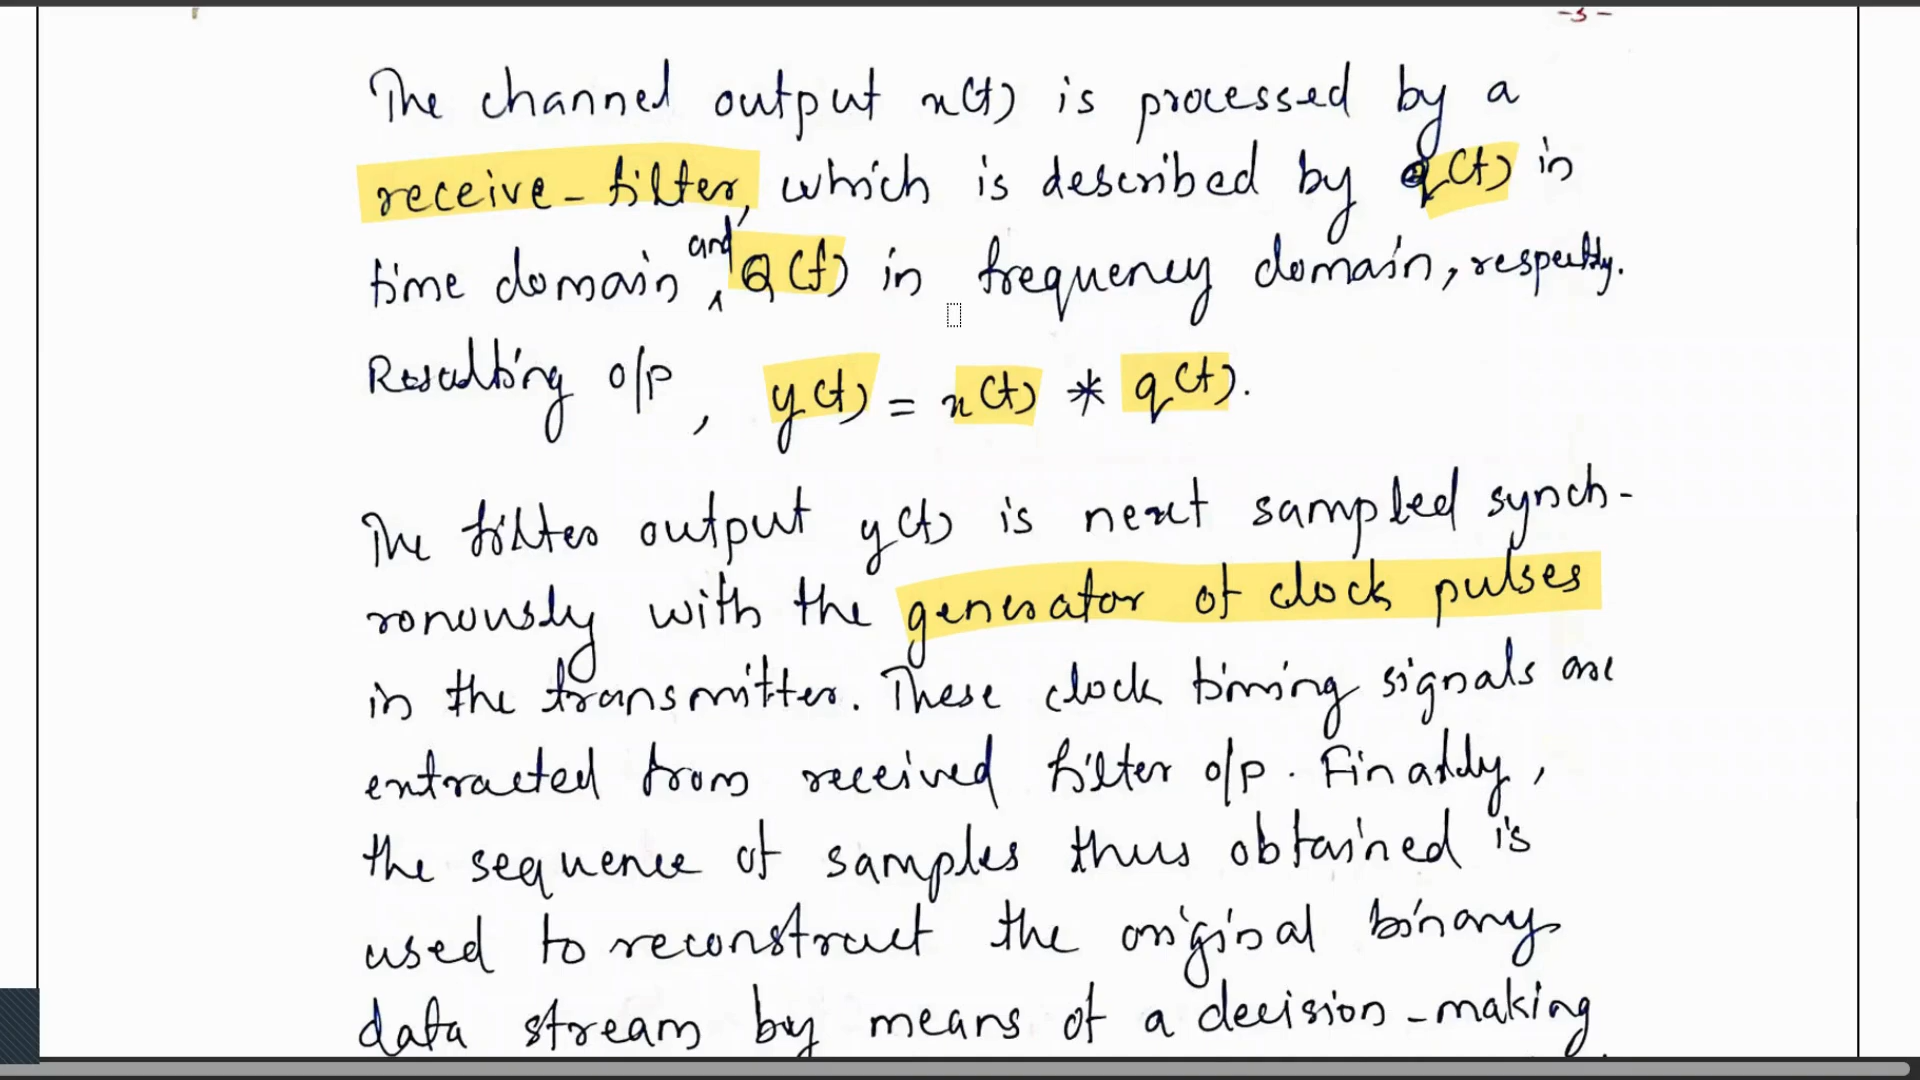 -3-
The channel output x(t) is processed by a
receive-filter, which is described by q(t) in
time domain, and Q(f) in frequency domain, respectly.
Resulting o/p, y(t) = x(t) * q(t).
The filter output y(t) is next sampled synch-
ronously with the generator of clock pulses
in the transmitter. These clock timing signals are
extracted from received filter o/p. Finally,
the sequence of samples thus obtained is
used to reconstruct the original binary
data stream by means of a decision-making